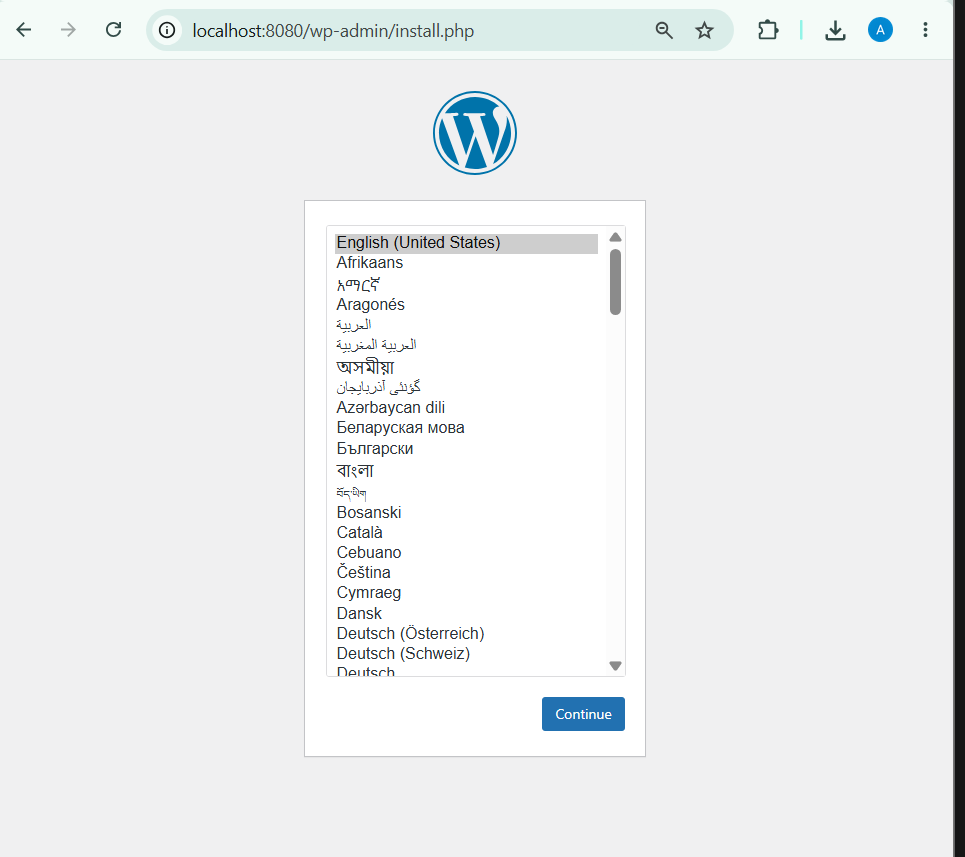 localhost:8080/wp-admin/install.php
A
English (United States)
Afrikaans
አማርኛ
Aragonés
العربية
العربية المغربية
অসমীয়া
گؤنئی آذربایجان
Azərbaycan dili
Беларуская мова
Български
বাংলা
བོད་ཡིག
Bosanski
Català
Cebuano
Čeština
Cymraeg
Dansk
Deutsch (Österreich)
Deutsch (Schweiz)
Deutsch
Continue